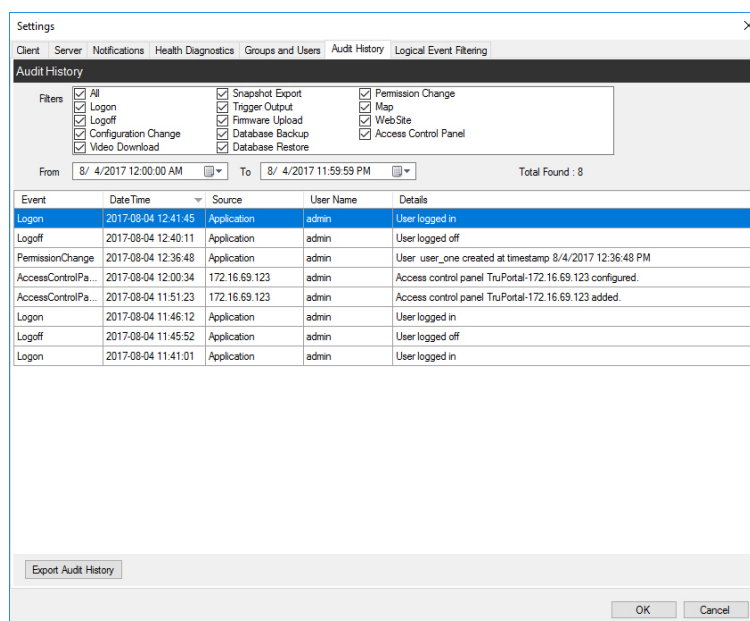 Settings
Client Server Notifications Health Diagnostics Groups and Users Audit History Logical Event Filtering
Audit History
Filters
All Snapshot Export Permission Change
Logon Trigger Output Map
Logoff Firmware Upload WebSite
Configuration Change Database Backup Access Control Panel
Video Download Database Restore
From 8/ 4/2017 12:00:00 AM To 8/ 4/2017 11:59:59 PM Total Found : 8
Event DateTime Source User Name Details
Logon 2017-08-04 12:41:45 Application admin User logged in
Logoff 2017-08-04 12:40:11 Application admin User logged off
PermissionChange 2017-08-04 12:36:48 Application admin User user_one created at timestamp 8/4/2017 12:36:48 PM
AccessControlPa... 2017-08-04 12:00:34 172.16.69.123 admin Access control panel TruPortal-172.16.69.123 configured.
AccessControlPa... 2017-08-04 11:51:23 172.16.69.123 admin Access control panel TruPortal-172.16.69.123 added.
Logon 2017-08-04 11:46:12 Application admin User logged in
Logoff 2017-08-04 11:45:52 Application admin User logged off
Logon 2017-08-04 11:41:01 Application admin User logged in
Export Audit History
OK Cancel